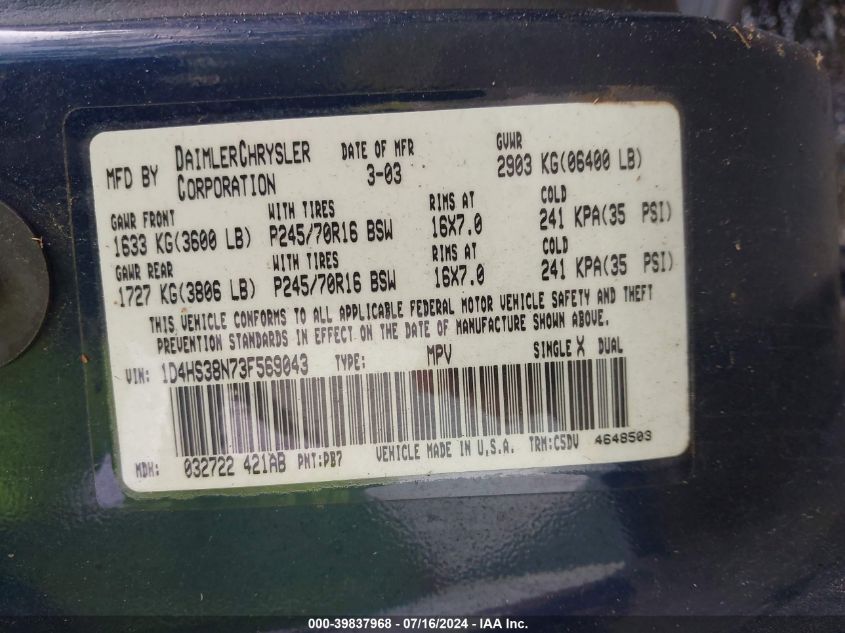 MFD BY DAIMLERCHRYSLER CORPORATION DATE OF MFR 3-03 GVWR 2903 KG(06400 LB)
GAWR FRONT WITH TIRES RIMS AT COLD
1633 KG(3600 LB) P245/70R16 BSW 16X7.0 241 KPA(35 PSI)
GAWR REAR WITH TIRES RIMS AT COLD
1727 KG(3806 LB) P245/70R16 BSW 16X7.0 241 KPA(35 PSI)
THIS VEHICLE CONFORMS TO ALL APPLICABLE FEDERAL MOTOR VEHICLE SAFETY AND THEFT
PREVENTION STANDARDS IN EFFECT ON THE DATE OF MANUFACTURE SHOWN ABOVE.
VIN: 1D4HS38N73F569043 TYPE: MPV SINGLE X DUAL
MDH: 032722 421AB PNT:PB7 VEHICLE MADE IN U.S.A. TRM:C5DV 4648503
000-39837968 - 07/16/2024 - IAA Inc.